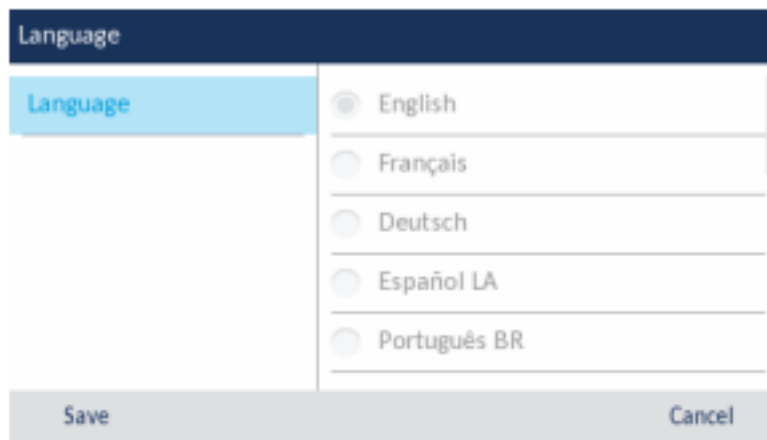 Language
Language
English
Français
Deutsch
Español LA
Português BR
Save
Cancel